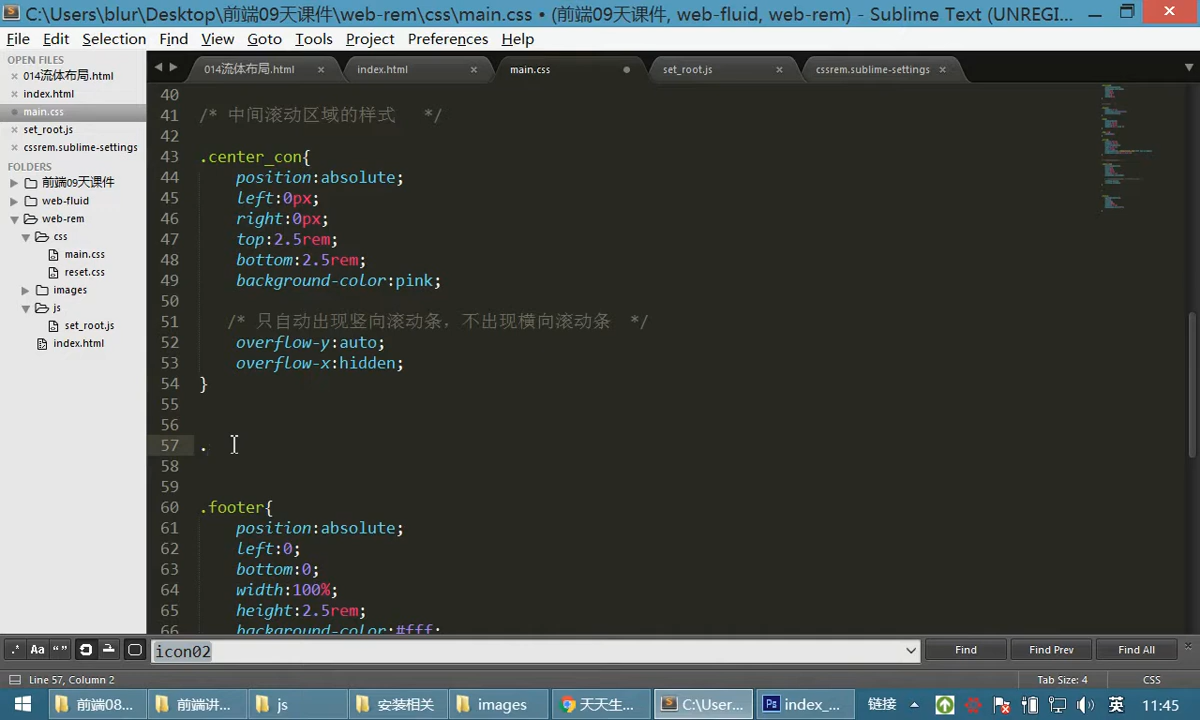 C:\Users\blur\Desktop\前端09天课件\web-rem\css\main.css • (前端09天课件, web-fluid, web-rem) - Sublime Text (UNREGI...
File Edit Selection Find View Goto Tools Project Preferences Help
OPEN FILES
014流体布局.html
index.html
main.css
set_root.js
cssrem.sublime-settings
FOLDERS
前端09天课件
web-fluid
web-rem
css
main.css
reset.css
images
js
set_root.js
index.html
014流体布局.html index.html main.css set_root.js cssrem.sublime-settings
40
41 /* 中间滚动区域的样式 */
42
43 .center_con{
44 position:absolute;
45 left:0px;
46 right:0px;
47 top:2.5rem;
48 bottom:2.5rem;
49 background-color:pink;
50
51 /* 只自动出现竖向滚动条，不出现横向滚动条 */
52 overflow-y:auto;
53 overflow-x:hidden;
54 }
55
56
57 .
58
59
60 .footer{
61 position:absolute;
62 left:0;
63 bottom:0;
64 width:100%;
65 height:2.5rem;
66 background-color:#fff;
.* Aa “” icon02 Find Find Prev Find All
Line 57, Column 2 Tab Size: 4 CSS
前端08... 前端讲... js 安装相关 images 天天生... C:\User... index_... 链接 英 11:45